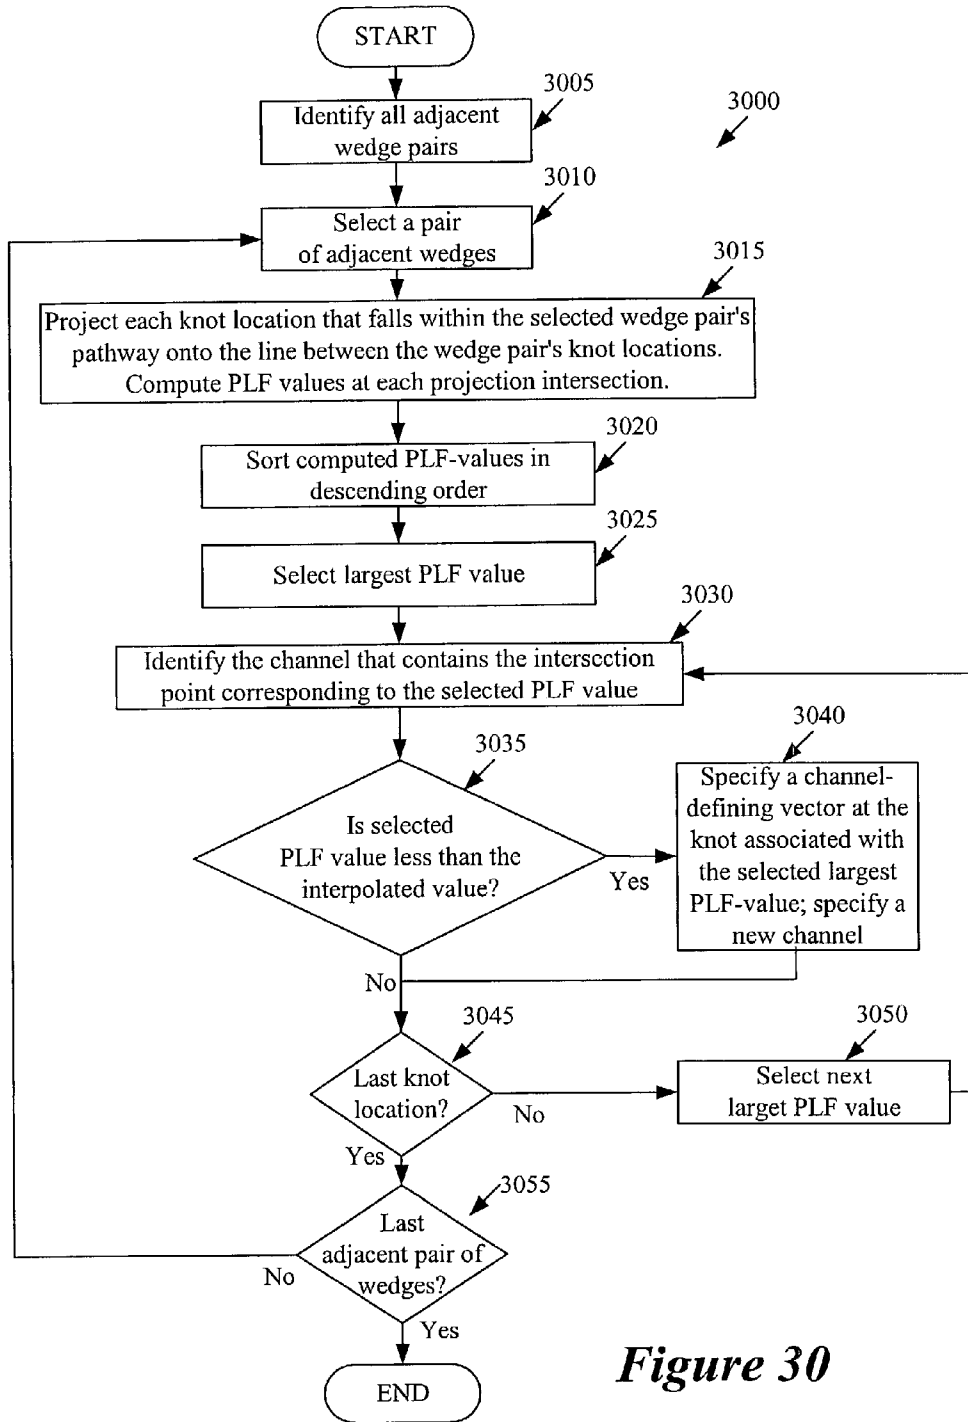 START
3005
Identify all adjacent
wedge pairs
3000
3010
Select a pair
of adjacent wedges
3015
Project each knot location that falls within the selected wedge pair's
pathway onto the line between the wedge pair's knot locations.
Compute PLF values at each projection intersection.
3020
Sort computed PLF-values in
descending order
3025
Select largest PLF value
3030
Identify the channel that contains the intersection
point corresponding to the selected PLF value
3035
Is selected
PLF value less than the
interpolated value?
Yes
3040
Specify a channel-
defining vector at the
knot associated with
the selected largest
PLF-value; specify a
new channel
No
3045
Last knot
location?
No
3050
Select next
larget PLF value
Yes
3055
Last
adjacent pair of
wedges?
No
Yes
END
Figure 30